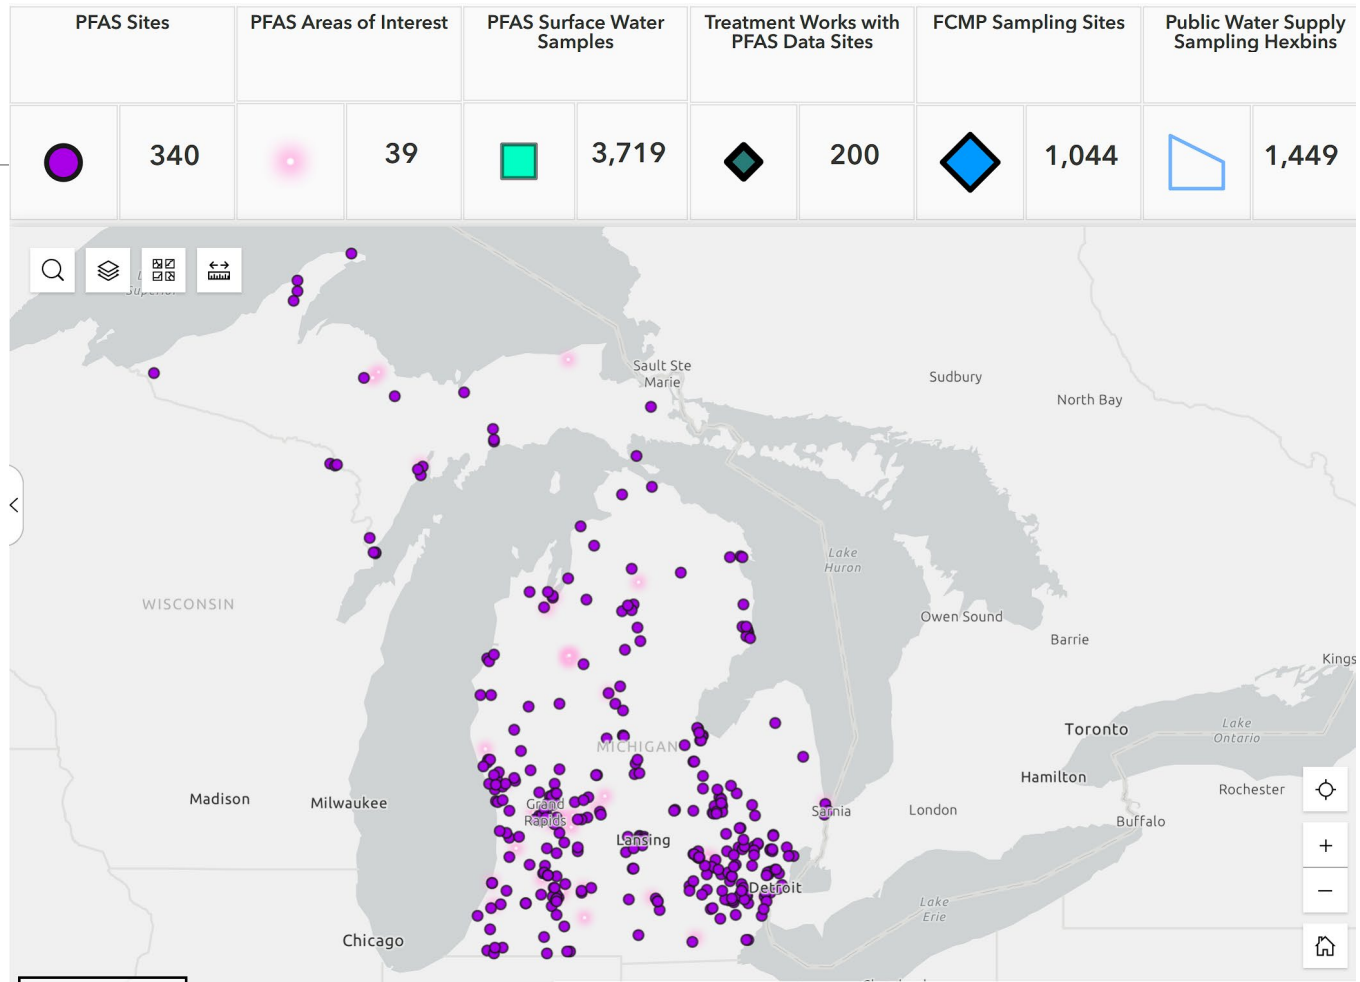 PFAS Sites
PFAS Areas of Interest
PFAS Surface Water
Samples
Treatment Works with
PFAS Data Sites
FCMP Sampling Sites
Public Water Supply
Sampling Hexbins
340
39
3,719
200
1,044
1,449
Superior
Sault Ste
Marie
Sudbury
North Bay
Lake
Huron
WISCONSIN
Owen Sound
Barrie
Kings
Toronto
Lake
Ontario
MICHIGAN
Hamilton
Rochester
Madison
Milwaukee
Grand
Rapids
Sarnia
London
Buffalo
Lansing
Detroit
Lake
Erie
Chicago